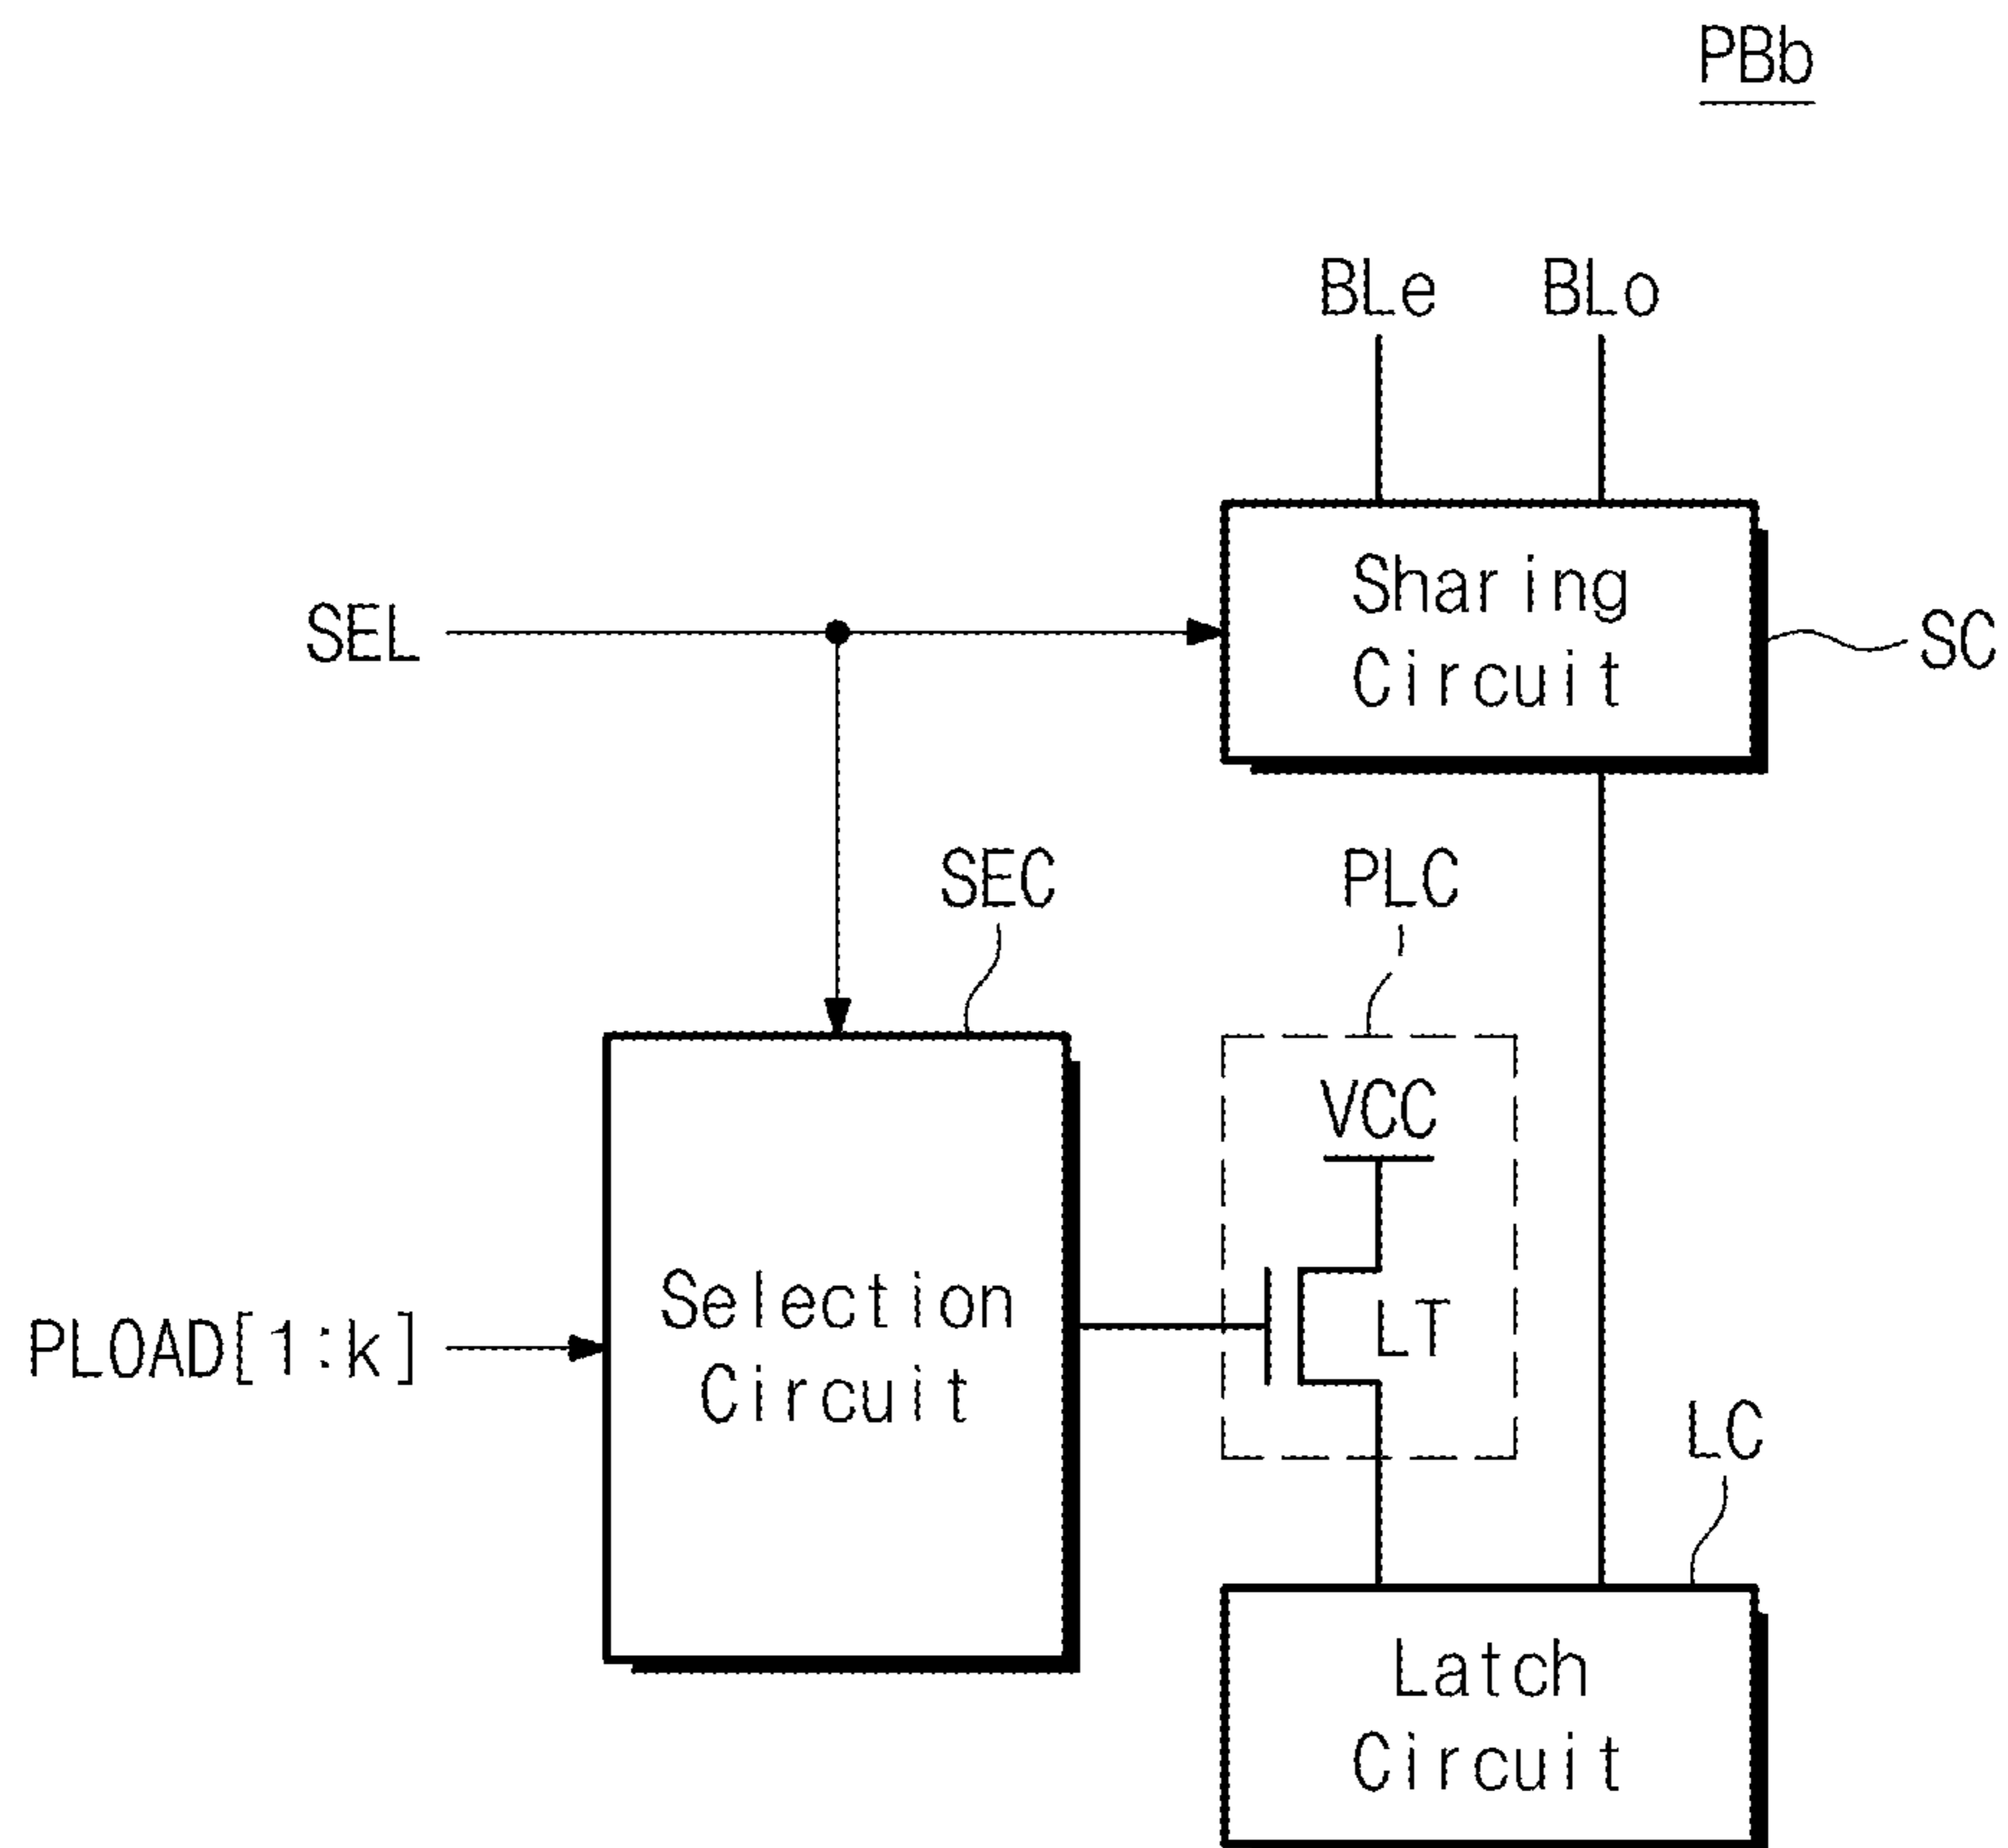 PBb
BLe BLo
Sharing
Circuit
SEL
SC
SEC
PLC
VCC
Selection
Circuit
LT
PLOAD[1:k]
LC
Latch
Circuit